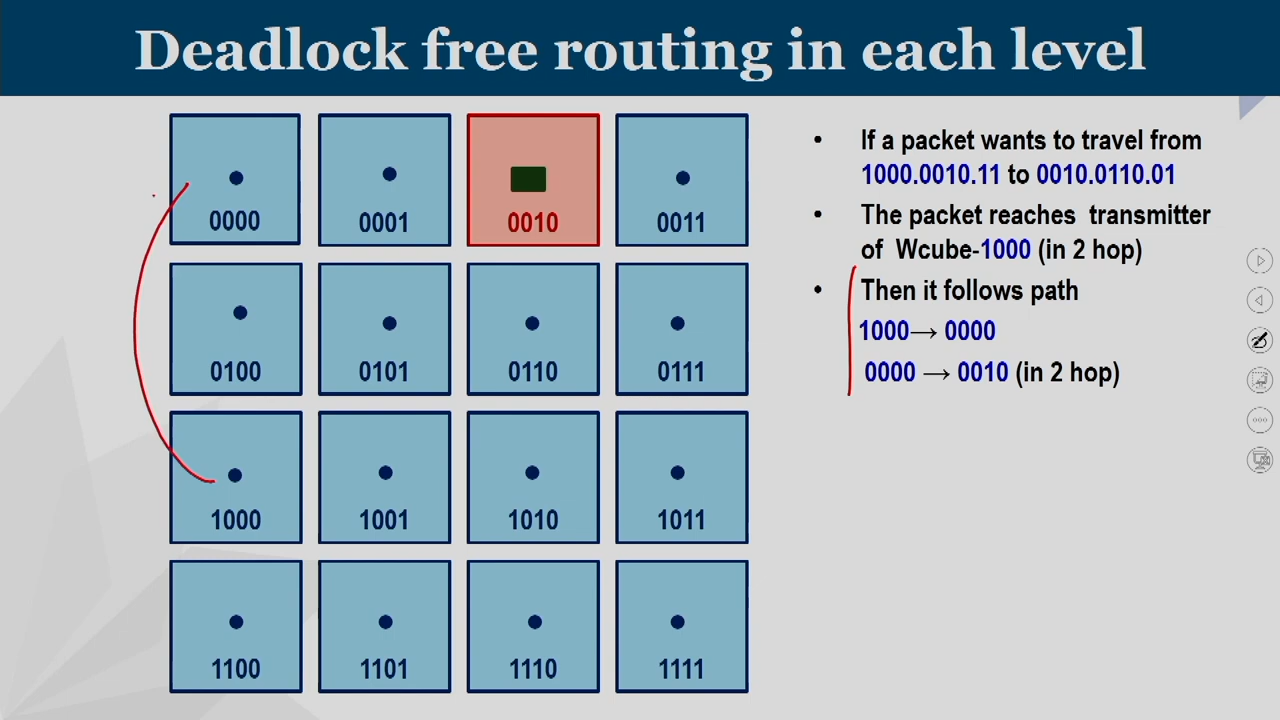 Deadlock free routing in each level
0000 0001 0010 0011
0100 0101 0110 0111
1000 1001 1010 1011
1100 1101 1110 1111
• If a packet wants to travel from
1000.0010.11 to 0010.0110.01
• The packet reaches transmitter
of Wcube-1000 (in 2 hop)
• Then it follows path
1000→ 0000
0000 → 0010 (in 2 hop)